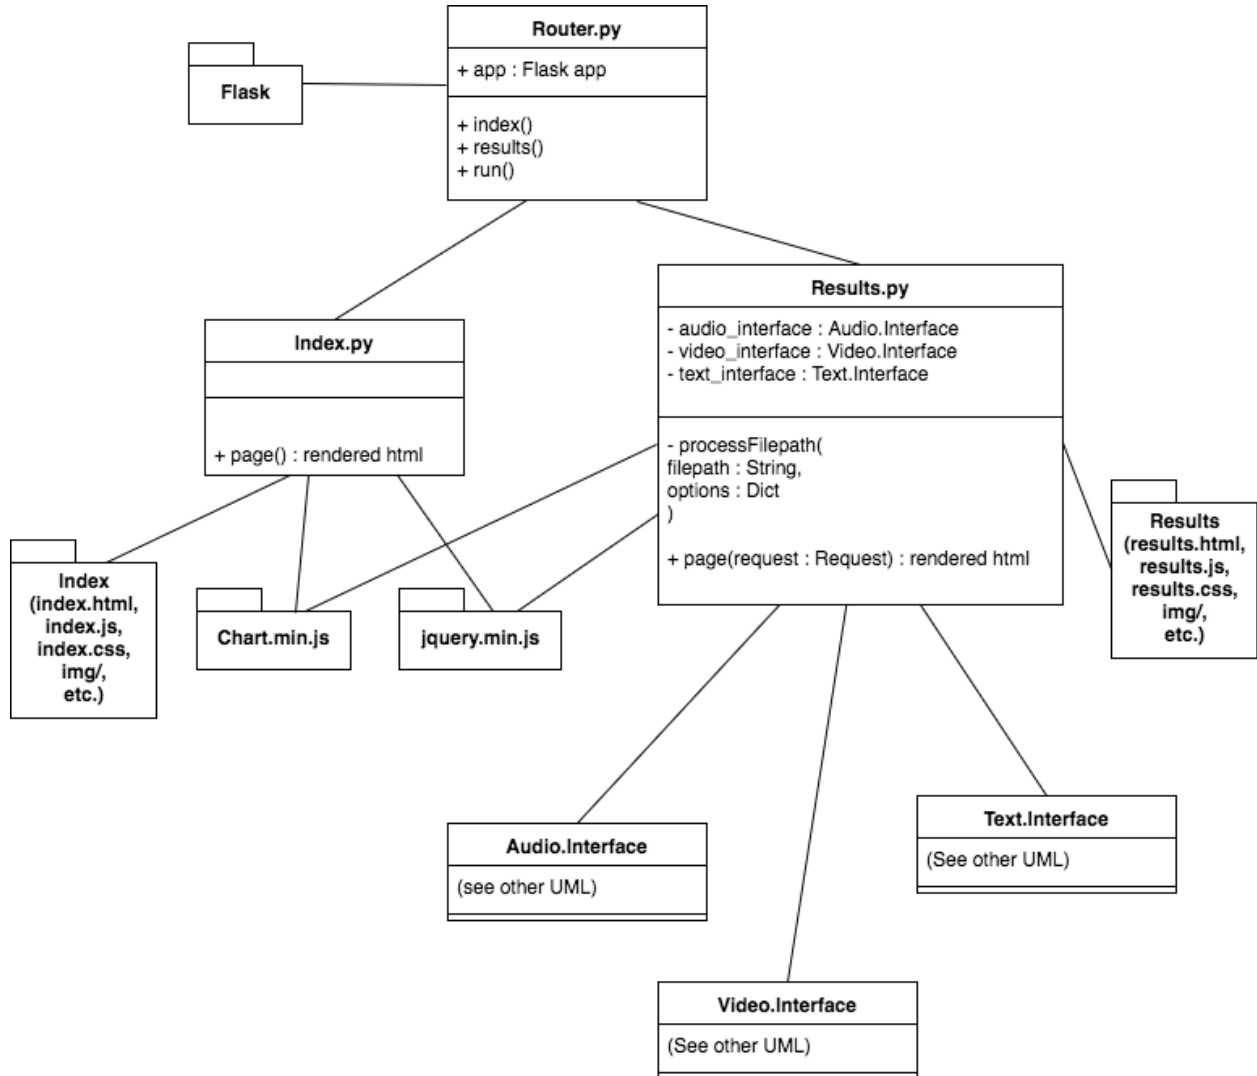 Router.py
+ app : Flask app
+ index()
+ results()
+ run()
Flask
Index.py
+ page() : rendered html
Results.py
- audio_interface : Audio.Interface
- video_interface : Video.Interface
- text_interface : Text.Interface
- processFilepath(
filepath : String,
options : Dict
)
+ page(request : Request) : rendered html
Index
(index.html,
index.js,
index.css,
img/,
etc.)
Chart.min.js
jquery.min.js
Results
(results.html,
results.js,
results.css,
img/,
etc.)
Audio.Interface
(see other UML)
Text.Interface
(See other UML)
Video.Interface
(See other UML)